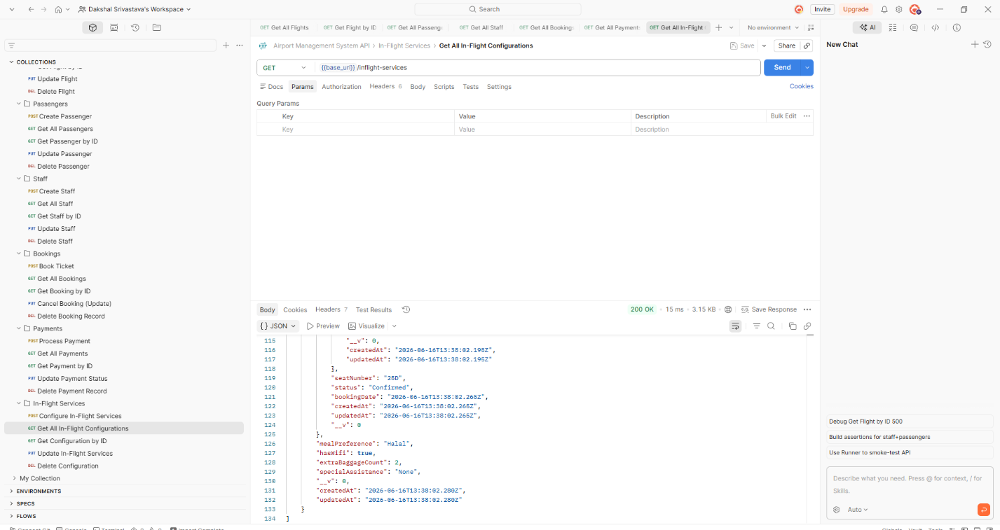 Dakshal Srivastava's Workspace
Search
Invite
Upgrade
GET Get All Flights
GET Get Flight by ID
GET Get All Passeng
GET Get All Staff
GET Get All Bookings
GET Get All Payment
GET Get All In-Flight
No environment
AI
COLLECTIONS
PUT Update Flight
DEL Delete Flight
Passengers
POST Create Passenger
GET Get All Passengers
GET Get Passenger by ID
PUT Update Passenger
DEL Delete Passenger
Staff
POST Create Staff
GET Get All Staff
GET Get Staff by ID
PUT Update Staff
DEL Delete Staff
Bookings
POST Book Ticket
GET Get All Bookings
GET Get Booking by ID
PUT Cancel Booking (Update)
DEL Delete Booking Record
Payments
POST Process Payment
GET Get All Payments
GET Get Payment by ID
PUT Update Payment Status
DEL Delete Payment Record
In-Flight Services
POST Configure In-Flight Services
GET Get All In-Flight Configurations
GET Get Configuration by ID
PUT Update In-Flight Services
DEL Delete Configuration
My Collection
ENVIRONMENTS
SPECS
FLOWS
HTTP Airport Management System API > In-Flight Services > Get All In-Flight Configurations
Save
Share
GET {{base_url}} /inflight-services
Send
Docs Params Authorization Headers 6 Body Scripts Tests Settings
Cookies
Query Params
Key Value Description Bulk Edit
Key Value Description
Body Cookies Headers 7 Test Results
200 OK • 15 ms • 3.15 KB
Save Response
{} JSON Preview Visualize
115 "__v": 0,
116 "createdAt": "2026-06-16T13:38:02.195Z",
117 "updatedAt": "2026-06-16T13:38:02.195Z"
118 },
119 "seatNumber": "25D",
120 "status": "Confirmed",
121 "bookingDate": "2026-06-16T13:38:02.265Z",
122 "createdAt": "2026-06-16T13:38:02.265Z",
123 "updatedAt": "2026-06-16T13:38:02.265Z",
124 "__v": 0
125 },
126 "mealPreference": "Halal",
127 "hasWifi": true,
128 "extraBaggageCount": 2,
129 "specialAssistance": "None",
130 "__v": 0,
131 "createdAt": "2026-06-16T13:38:02.280Z",
132 "updatedAt": "2026-06-16T13:38:02.280Z"
133 }
134 ]
New Chat
Debug Get Flight by ID 500
Build assertions for staff+passengers
Use Runner to smoke-test API
Describe what you need. Press @ for context, / for
Skills.
Auto